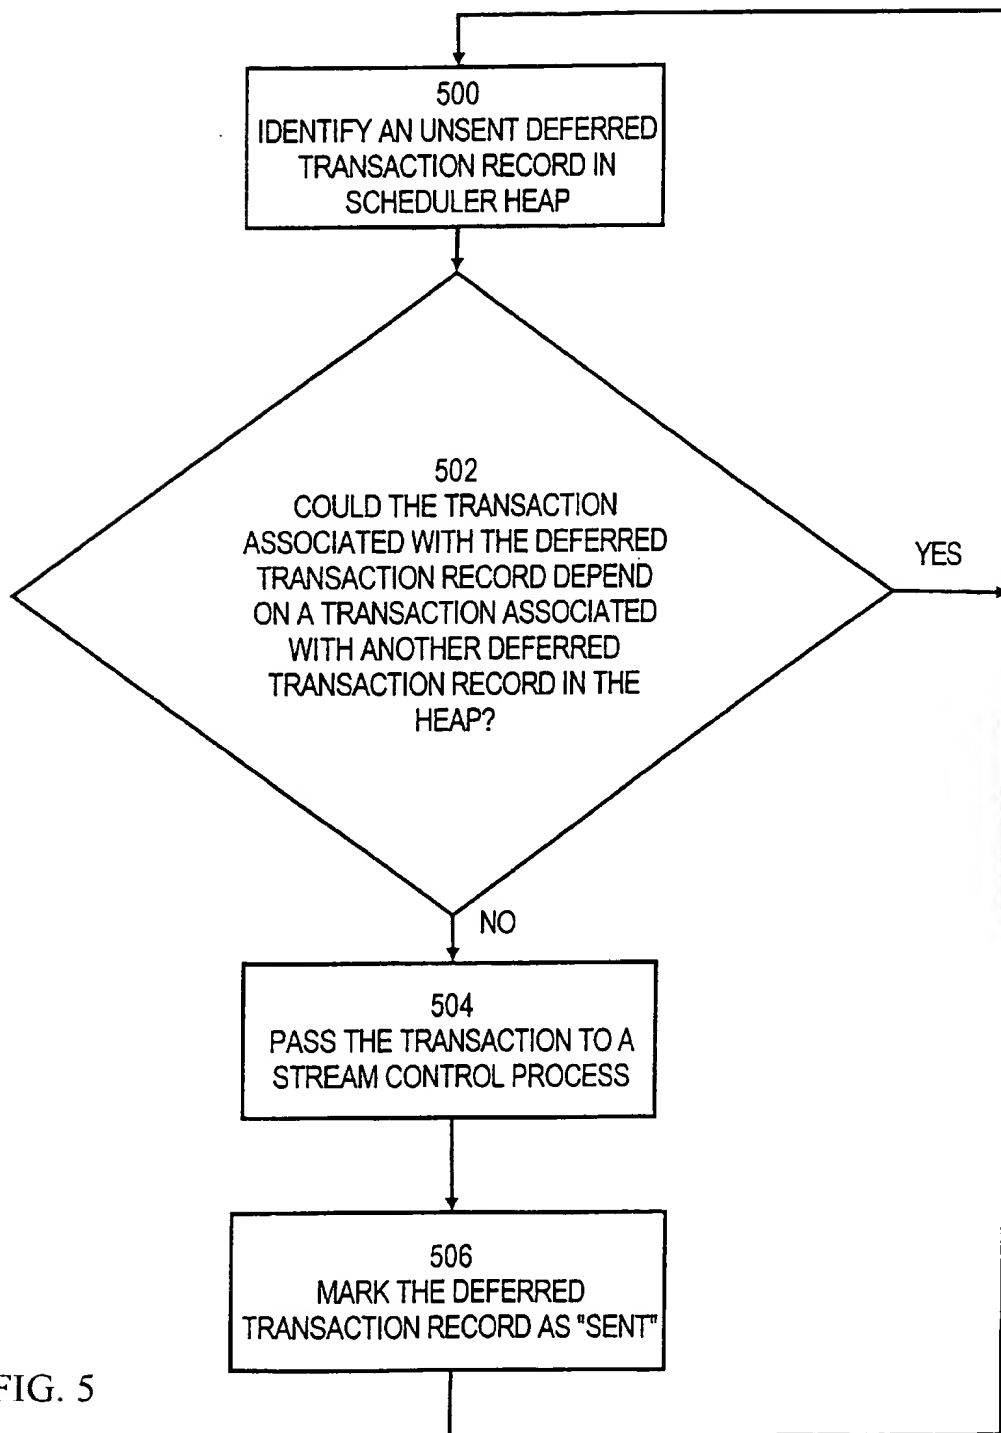 500
IDENTIFY AN UNSENT DEFERRED
TRANSACTION RECORD IN
SCHEDULER HEAP
502
COULD THE TRANSACTION
ASSOCIATED WITH THE DEFERRED
TRANSACTION RECORD DEPEND
ON A TRANSACTION ASSOCIATED
WITH ANOTHER DEFERRED
TRANSACTION RECORD IN THE
HEAP?
YES
NO
504
PASS THE TRANSACTION TO A
STREAM CONTROL PROCESS
506
MARK THE DEFERRED
TRANSACTION RECORD AS "SENT"
FIG. 5